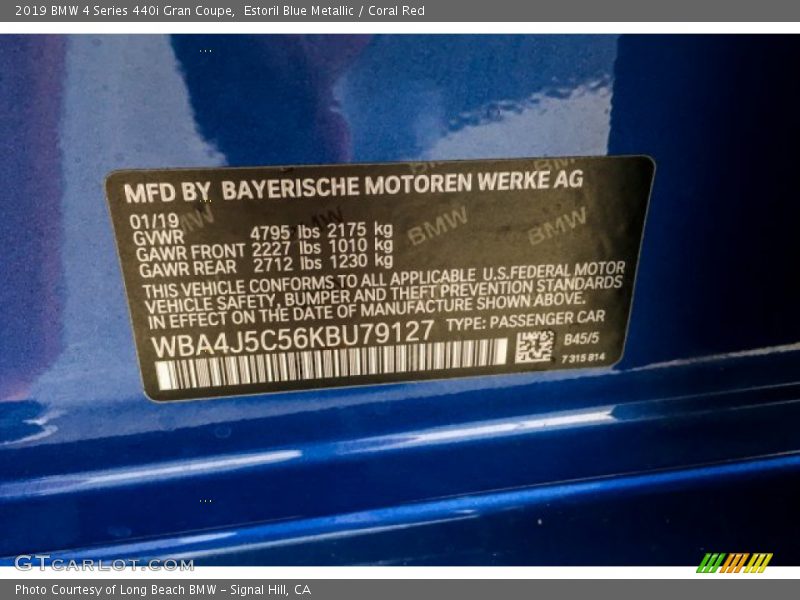 2019 BMW 4 Series 440i Gran Coupe, Estoril Blue Metallic / Coral Red
MFD BY BAYERISCHE MOTOREN WERKE AG
01/19
GVWR 4795 lbs 2175 kg
GAWR FRONT 2227 lbs 1010 kg
GAWR REAR 2712 lbs 1230 kg
BMW BMW
THIS VEHICLE CONFORMS TO ALL APPLICABLE U.S.FEDERAL MOTOR
VEHICLE SAFETY, BUMPER AND THEFT PREVENTION STANDARDS
IN EFFECT ON THE DATE OF MANUFACTURE SHOWN ABOVE.
WBA4J5C56KBU79127 TYPE: PASSENGER CAR
B45/5
7315814
GTCARLOT.COM
Photo Courtesy of Long Beach BMW – Signal Hill, CA